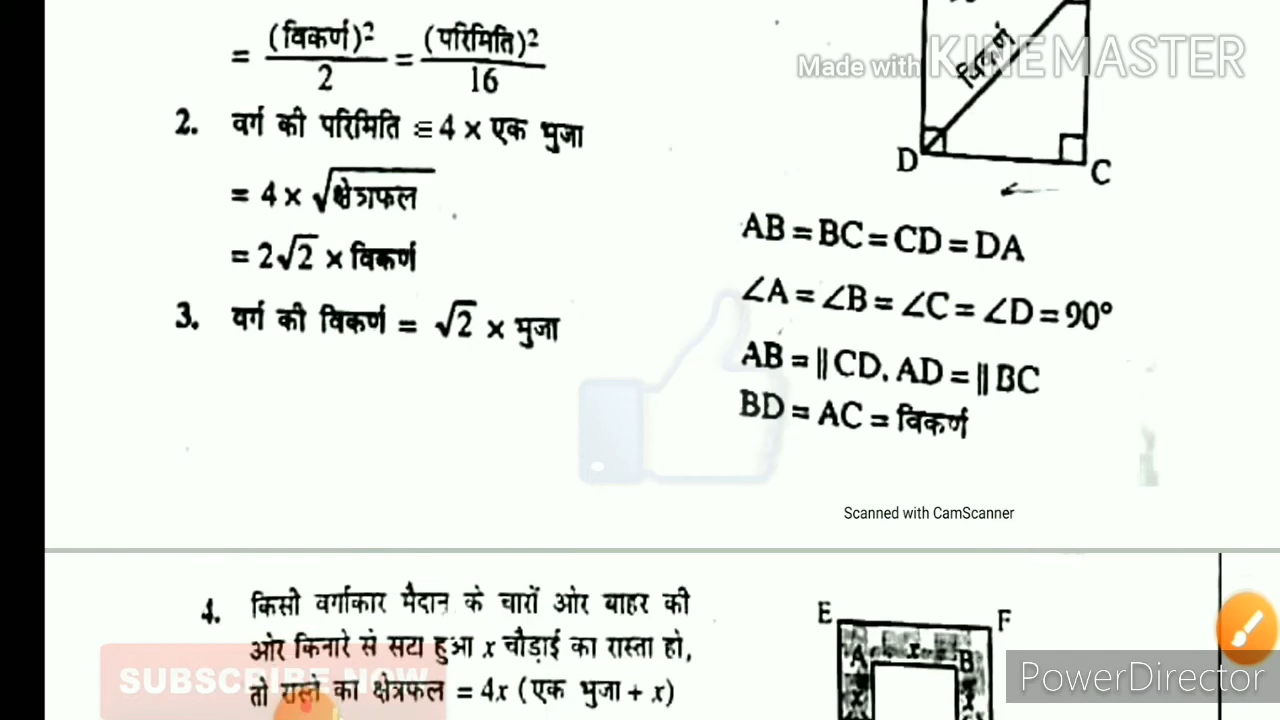 = (विकर्ण)²/2 = (परिमिति)²/16
2. वर्ग की परिमिति = 4 × एक भुजा
= 4 × √क्षेत्रफल
= 2√2 × विकर्ण
3. वर्ग की विकर्ण = √2 × भुजा
विकर्ण
D
C
AB = BC = CD = DA
∠A = ∠B = ∠C = ∠D = 90°
AB = || CD, AD = || BC
BD = AC = विकर्ण
Made with KINEMASTER
Scanned with CamScanner
4. किसी वर्गाकार मैदान के चारों ओर बाहर की
ओर किनारे से सटा हुआ x चौड़ाई का रास्ता हो,
तो रास्ते का क्षेत्रफल = 4x (एक भुजा + x)
E
F
A x B
x x
SUBSCRIBE NOW
PowerDirector